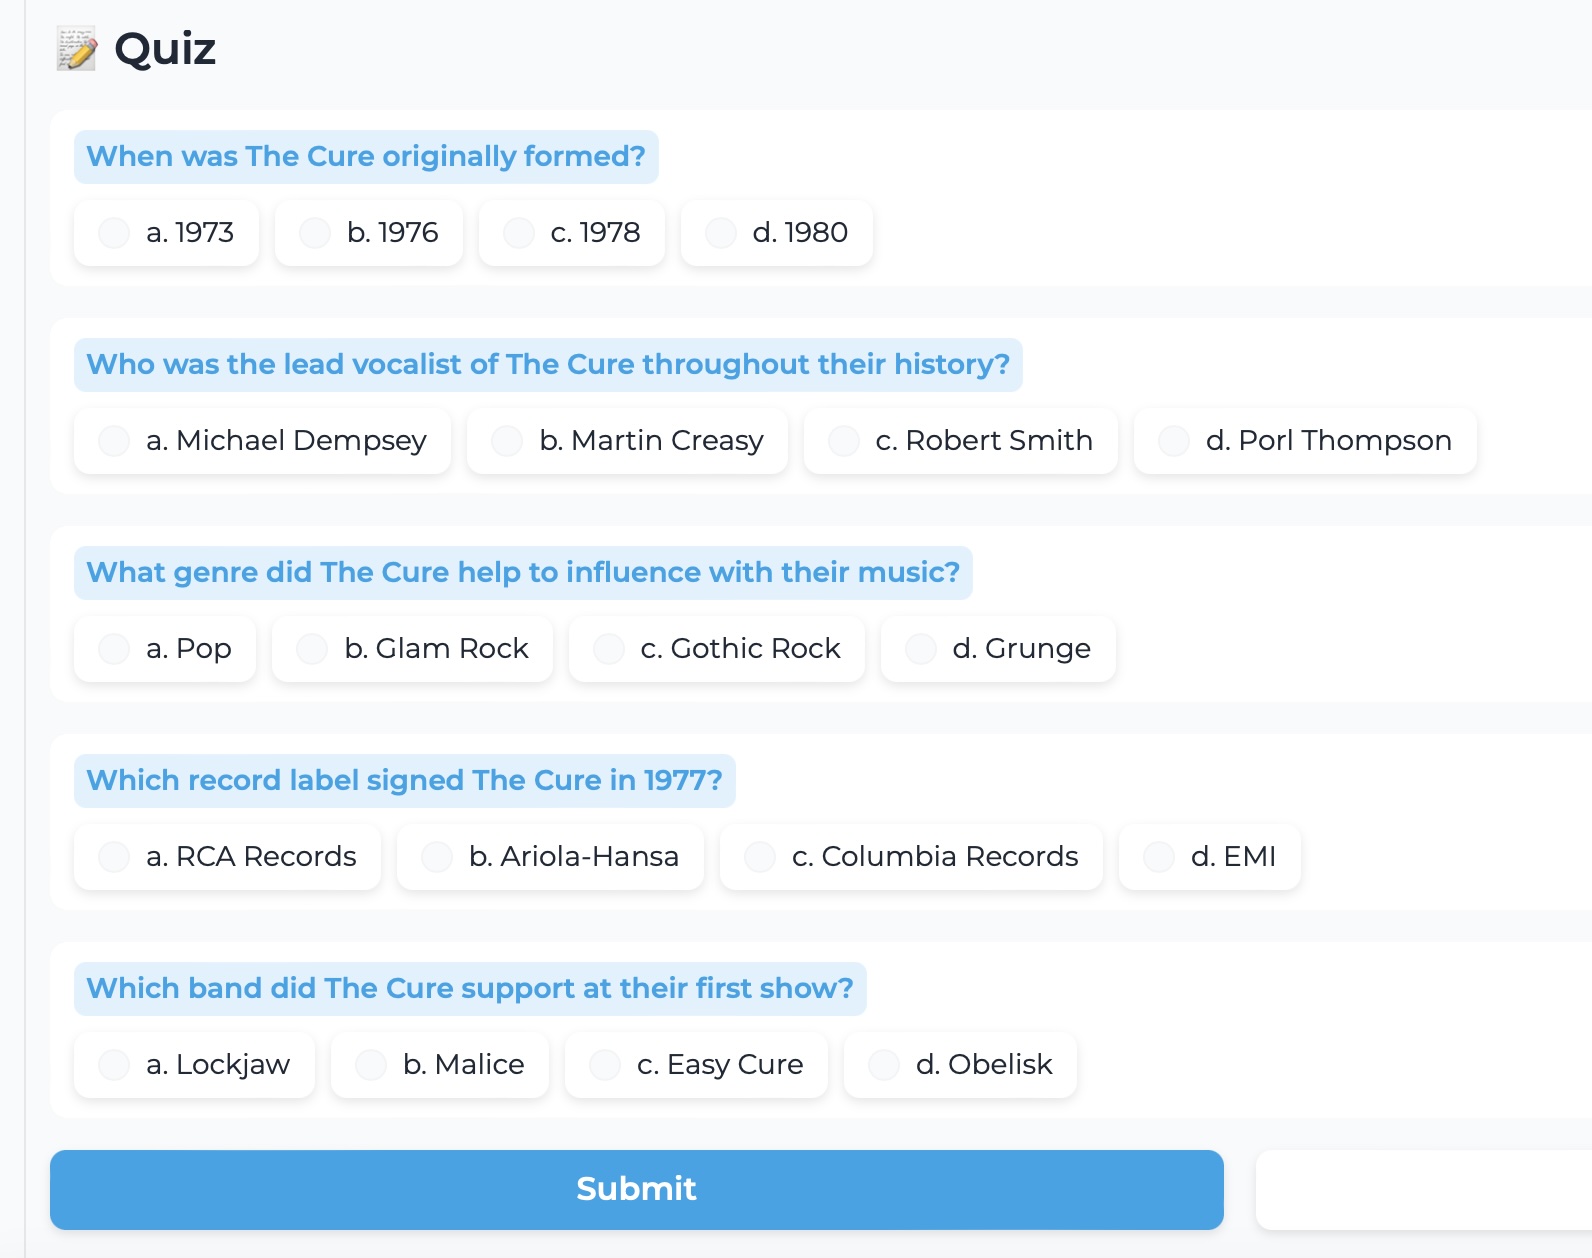 Quiz
When was The Cure originally formed?
a. 1973 b. 1976 c. 1978 d. 1980
Who was the lead vocalist of The Cure throughout their history?
a. Michael Dempsey b. Martin Creasy c. Robert Smith d. Porl Thompson
What genre did The Cure help to influence with their music?
a. Pop b. Glam Rock c. Gothic Rock d. Grunge
Which record label signed The Cure in 1977?
a. RCA Records b. Ariola-Hansa c. Columbia Records d. EMI
Which band did The Cure support at their first show?
a. Lockjaw b. Malice c. Easy Cure d. Obelisk
Submit